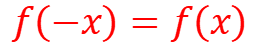 f(−x) = f(x)